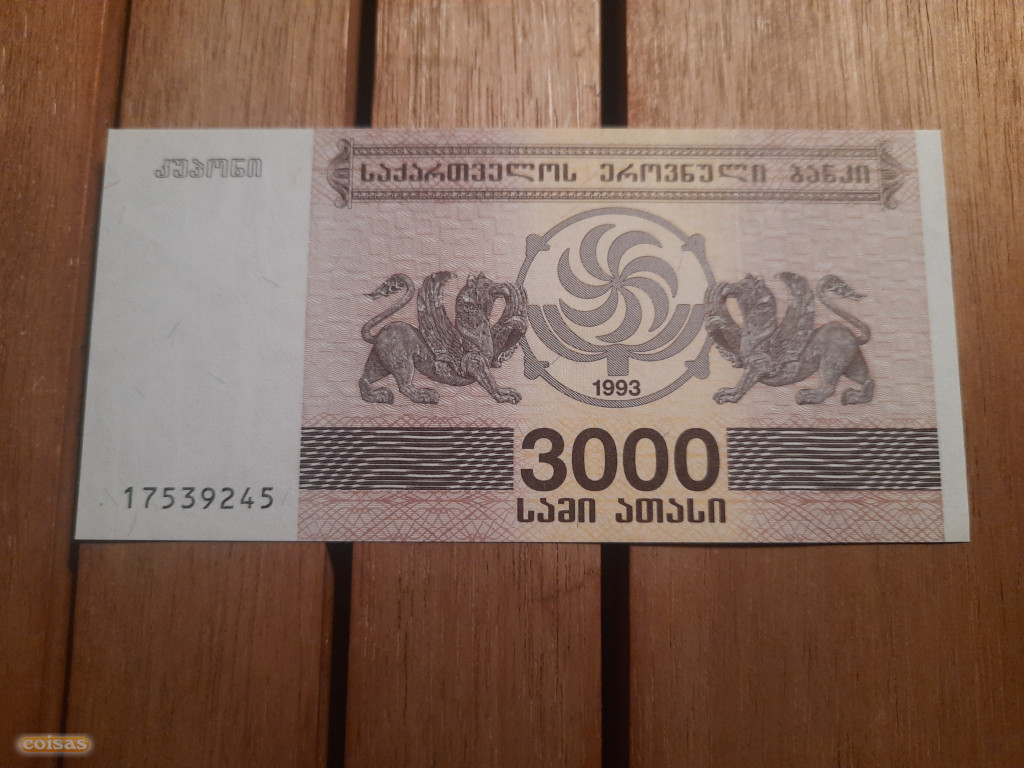 კუპონი
საქართველოს ეროვნული ბანკი
1993
3000
სამი ათასი
17539245
coisas